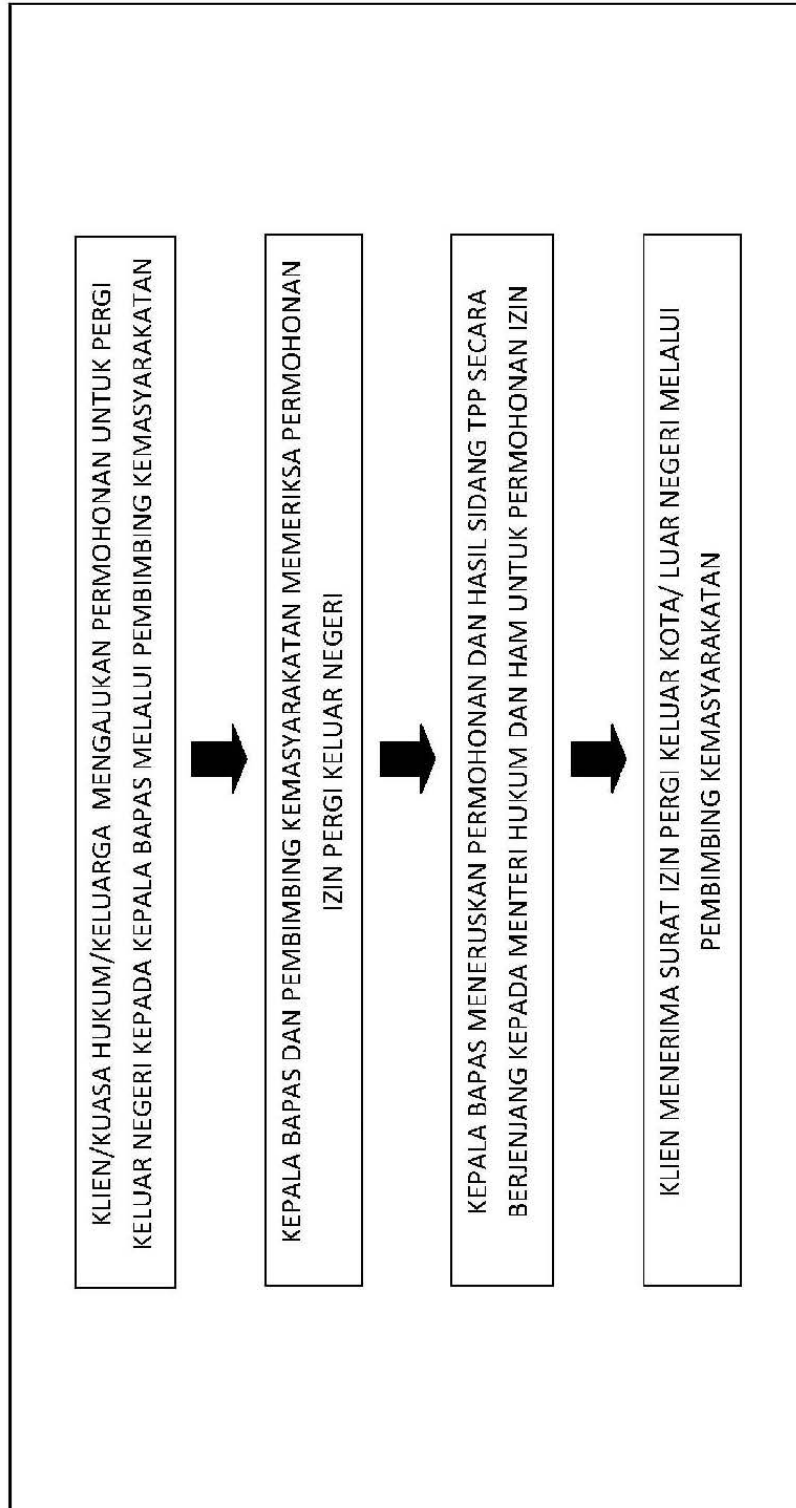 KLIEN/KUASA HUKUM/KELUARGA MENGAJUKAN PERMOHONAN UNTUK PERGI
KELUAR NEGERI KEPADA KEPALA BAPAS MELALUI PEMBIMBING KEMASYARAKATAN
KEPALA BAPAS DAN PEMBIMBING KEMASYARAKATAN MEMERIKSA PERMOHONAN
IZIN PERGI KELUAR NEGERI
KEPALA BAPAS MENERUSKAN PERMOHONAN DAN HASIL SIDANG TPP SECARA
BERJENJANG KEPADA MENTERI HUKUM DAN HAM UNTUK PERMOHONAN IZIN
KLIEN MENERIMA SURAT IZIN PERGI KELUAR KOTA/ LUAR NEGERI MELALUI
PEMBIMBING KEMASYARAKATAN